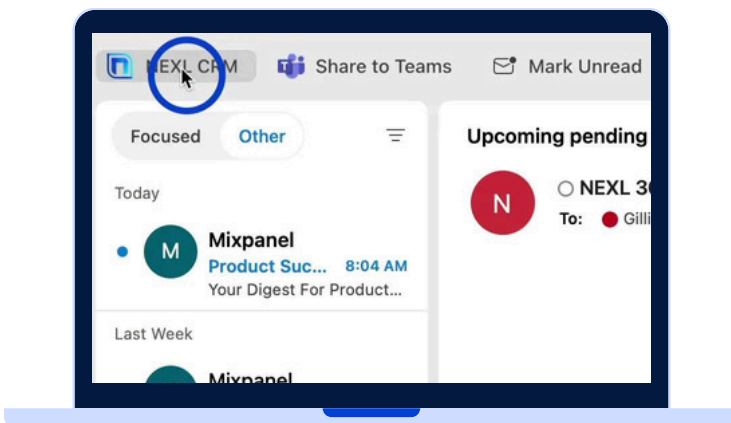 NEXL CRM Share to Teams Mark Unread
Focused Other
Today
M
Mixpanel
Product Suc... 8:04 AM
Your Digest For Product...
Last Week
Mixpanel
Upcoming pending
N
NEXL 30
To: Gilli